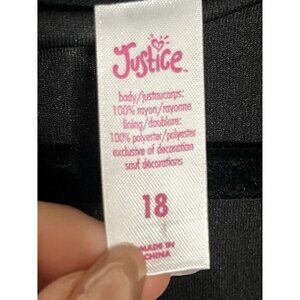 Justice
body/justaucorps:
100% rayon/rayonne
lining/doublure:
100% polyester/polyester
exclusive of decoration
sauf décorations
18
MADE IN
CHINA